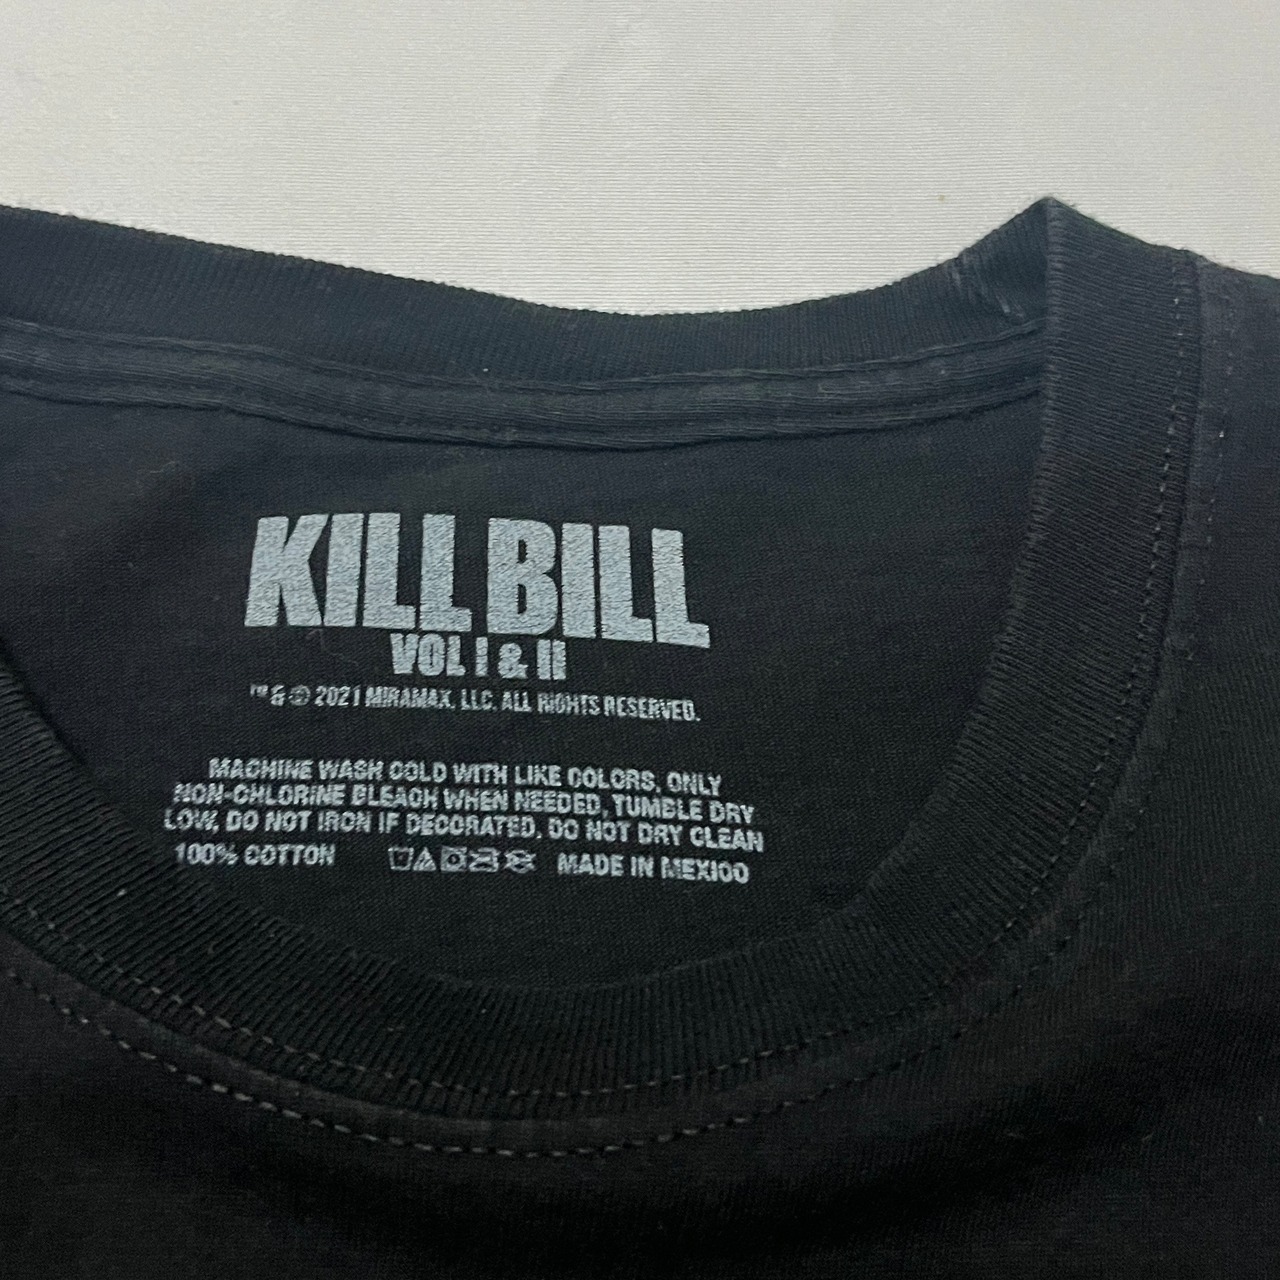 KILL BILL
VOL I & II
™ & © 2021 MIRAMAX, LLC. ALL RIGHTS RESERVED.
MACHINE WASH COLD WITH LIKE COLORS, ONLY
NON-CHLORINE BLEACH WHEN NEEDED, TUMBLE DRY
LOW, DO NOT IRON IF DECORATED, DO NOT DRY CLEAN
100% COTTON MADE IN MEXICO